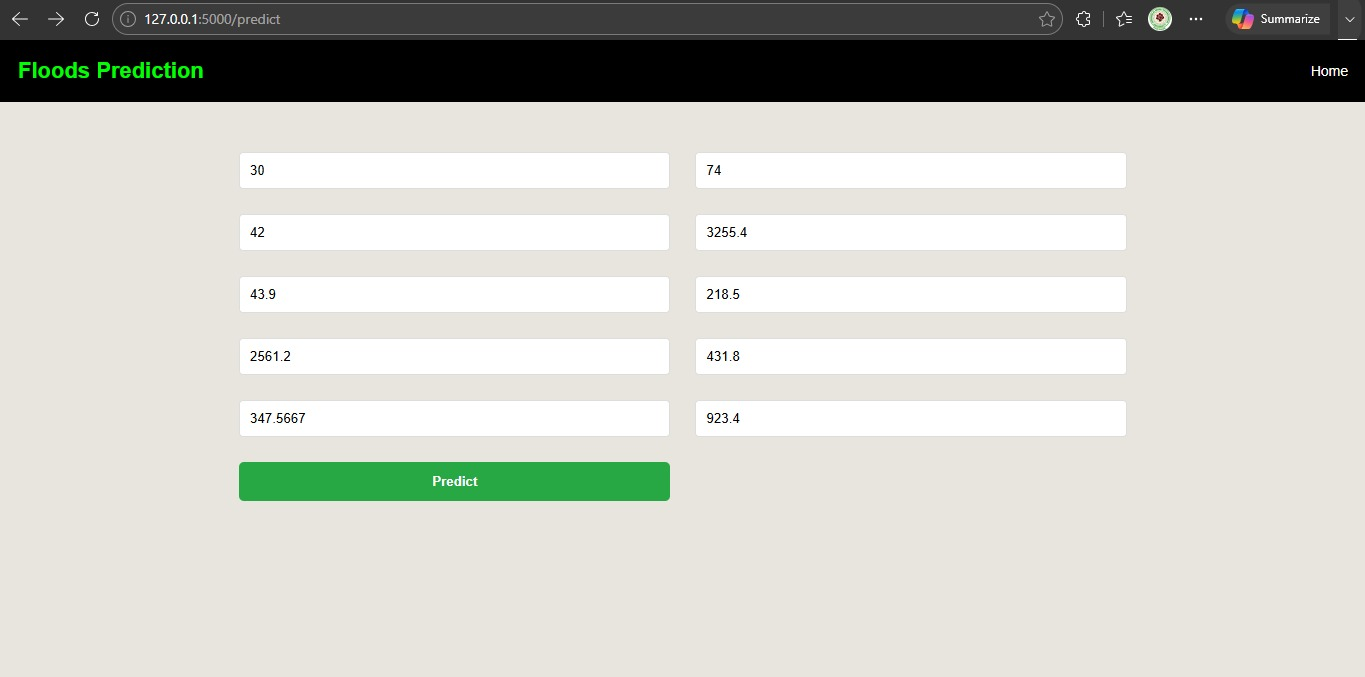 127.0.0.1:5000/predict
Summarize
Floods Prediction
Home
30
74
42
3255.4
43.9
218.5
2561.2
431.8
347.5667
923.4
Predict